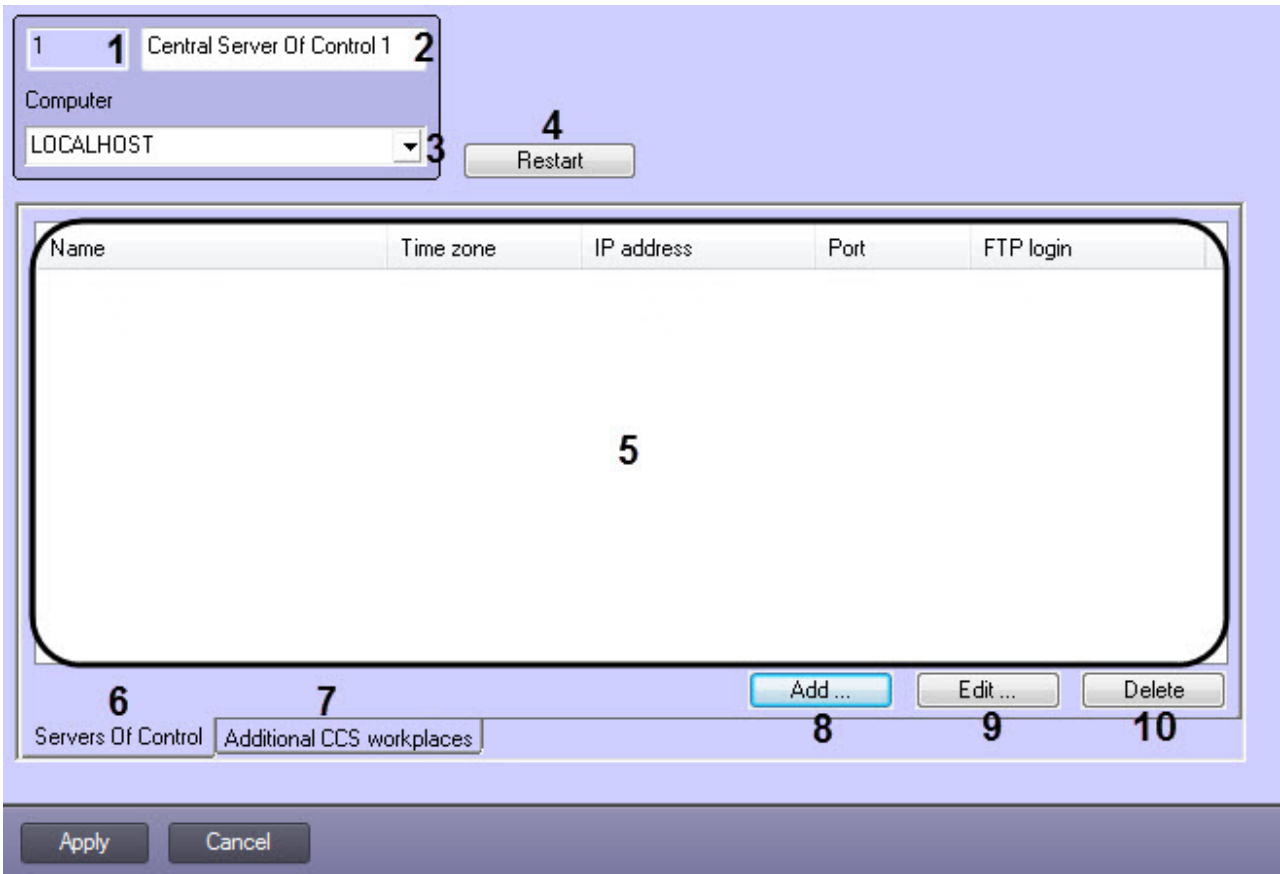 1 1 Central Server Of Control 1 2
Computer
LOCALHOST 3
4
Restart
Name Time zone IP address Port FTP login
5
Add ... Edit ... Delete
6 7 8 9 10
Servers Of Control Additional CCS workplaces
Apply Cancel